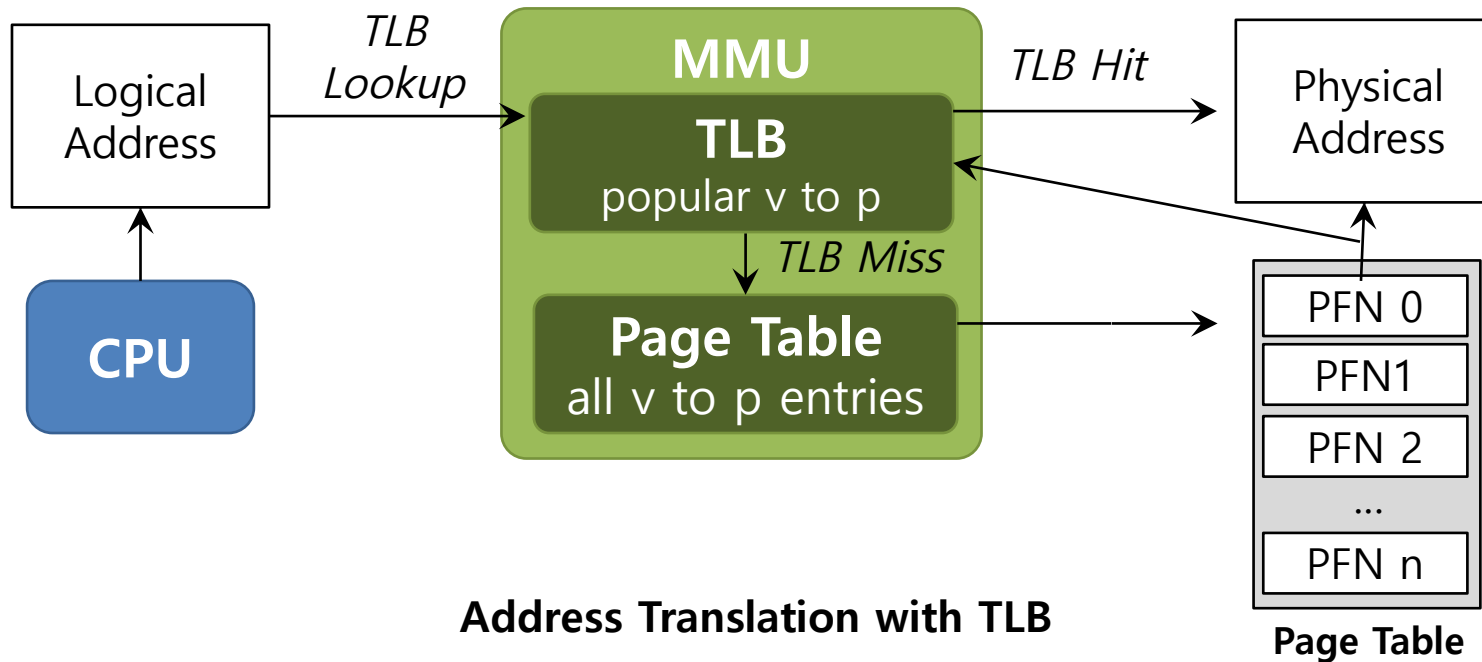 Logical
Address
TLB
Lookup
MMU
TLB
popular v to p
TLB Miss
Page Table
all v to p entries
TLB Hit
Physical
Address
CPU
PFN 0
PFN1
PFN 2
...
PFN n
Page Table
Address Translation with TLB